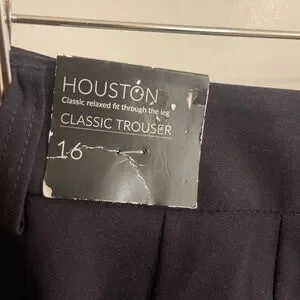 HOUSTON
Classic relaxed fit through the leg
CLASSIC TROUSER
16